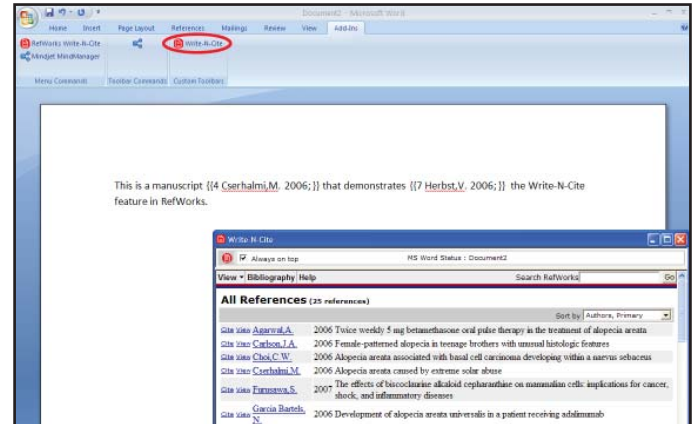 Document2 - Microsoft Word
Home Insert Page Layout References Mailings Review View Add-Ins
RefWorks Write-N-Cite
Write-N-Cite
Mindjet MindManager
Menu Commands Toolbar Commands Custom Toolbars
This is a manuscript {{4 Cserhalmi,M. 2006; }} that demonstrates {{7 Herbst,V. 2006; }} the Write-N-Cite
feature in RefWorks.
Write-N-Cite
Always on top MS Word Status : Document2
View Bibliography Help Search RefWorks Go
All References (25 references)
Sort by Authors, Primary
Cite View Agarwal,A. 2006 Twice weekly 5 mg betamethasone oral pulse therapy in the treatment of alopecia areata
Cite View Carlson,J.A. 2006 Female-patterned alopecia in teenage brothers with unusual histologic features
Cite View Choi,C.W. 2006 Alopecia areata associated with basal cell carcinoma developing within a naevus sebaceus
Cite View Cserhalmi,M. 2006 Alopecia areata caused by extreme solar abuse
Cite View Furusawa,S. 2007 The effects of biscoclaurine alkaloid cepharanthine on mammalian cells: implications for cancer,
shock, and inflammatory diseases
Cite View Garcia Bartels,
N. 2006 Development of alopecia areata universalis in a patient receiving adalimumab